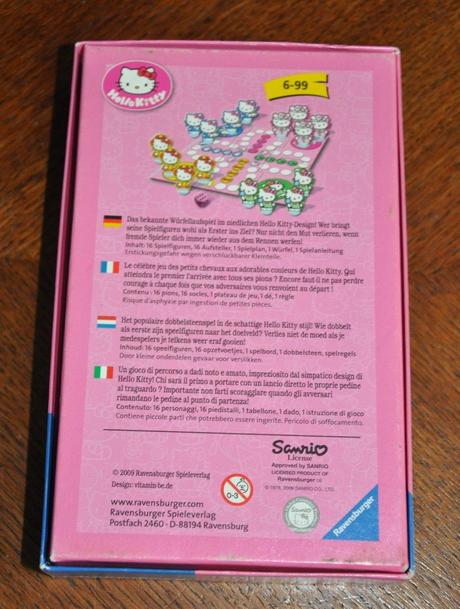 Hello Kitty
6-99
Das bekannte Würfellaufspiel im niedlichen Hello Kitty-Design! Wer bringt
seine Spielfiguren wohl als Erster ins Ziel? Nur nicht den Mut verlieren, wenn
fremde Spieler dich immer wieder aus dem Rennen werfen!
Inhalt: 16 Spielfiguren, 16 Aufsteller, 1 Spielplan, 1 Würfel, 1 Spielanleitung
Erstickungsgefahr wegen verschluckbarer Kleinteile.
Le célèbre jeu des petits chevaux aux adorables couleurs de Hello Kitty. Qui
atteindra le premier l'arrivée avec tous ses pions ? Encore faut-il ne pas perdre
courage à chaque fois que vos adversaires vous renvoient au départ !
Contenu : 16 pions, 16 socles, 1 plateau de jeu, 1 dé, 1 règle
Risque d'asphyxie par ingestion de petites pièces.
Het populaire dobbelsteenspel in de schattige Hello Kitty stijl! Wie dobbelt
als eerste zijn speelfiguren naar het doelveld? Verlies niet de moed als je
medespelers je telkens weer eraf gooien!
Inhoud: 16 speelfiguren, 16 opzetvoetjes, 1 spelbord, 1 dobbelsteen, spelregels
Door kleine onderdelen gevaar voor verslikken.
Un gioco di percorso a dadi noto e amato, impreziosito dal simpatico design di
Hello Kitty! Chi sarà il primo a portare con un lancio diretto le proprie pedine
al traguardo ? Importante non farti scoraggiare quando gli avversari
rimandano le pedine al punto di partenza!
Contenuto: 16 personaggi, 16 piedistalli, 1 tabellone, 1 dado, 1 istruzione di gioco
Contiene piccole parti che potrebbero essere ingerite. Pericolo di soffocamento.
© 2009 Ravensburger Spieleverlag
Design: vitamin-be.de
www.ravensburger.com
Ravensburger Spieleverlag
Postfach 2460 · D-88194 Ravensburg
0-3
Sanrio
License
Approved by SANRIO
LICENSED PRODUCT OF
Ravensburger
© 1976, 2009 SANRIO CO., LTD.
Sanrio
Ravensburger